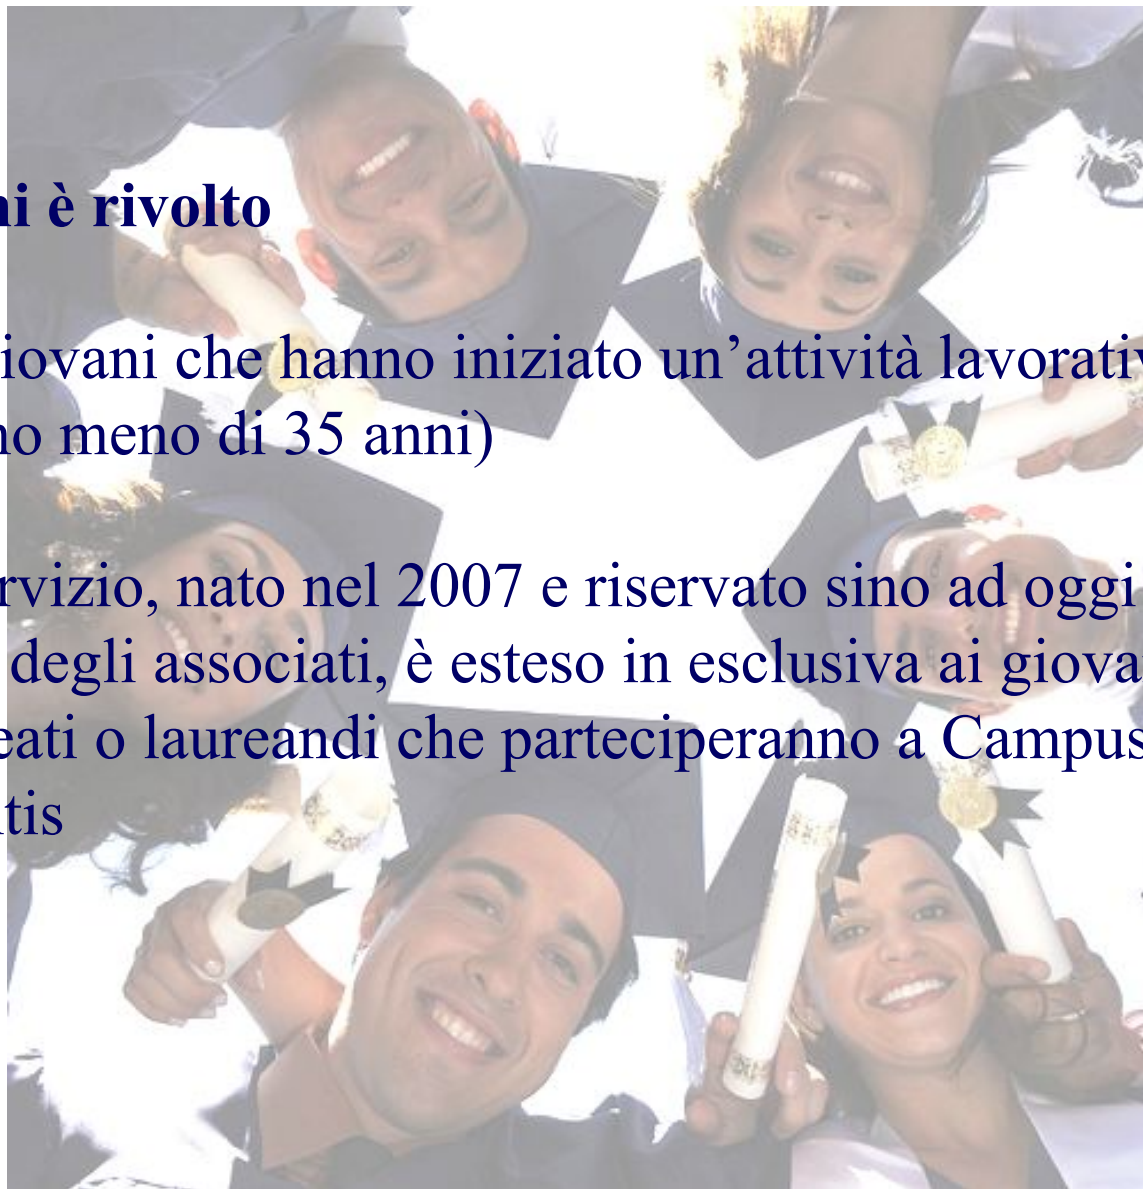 ni è rivolto
iovani che hanno iniziato un’attività lavorativ
no meno di 35 anni)
rvizio, nato nel 2007 e riservato sino ad oggi
degli associati, è esteso in esclusiva ai giova
eati o laureandi che parteciperanno a Campus
ntis